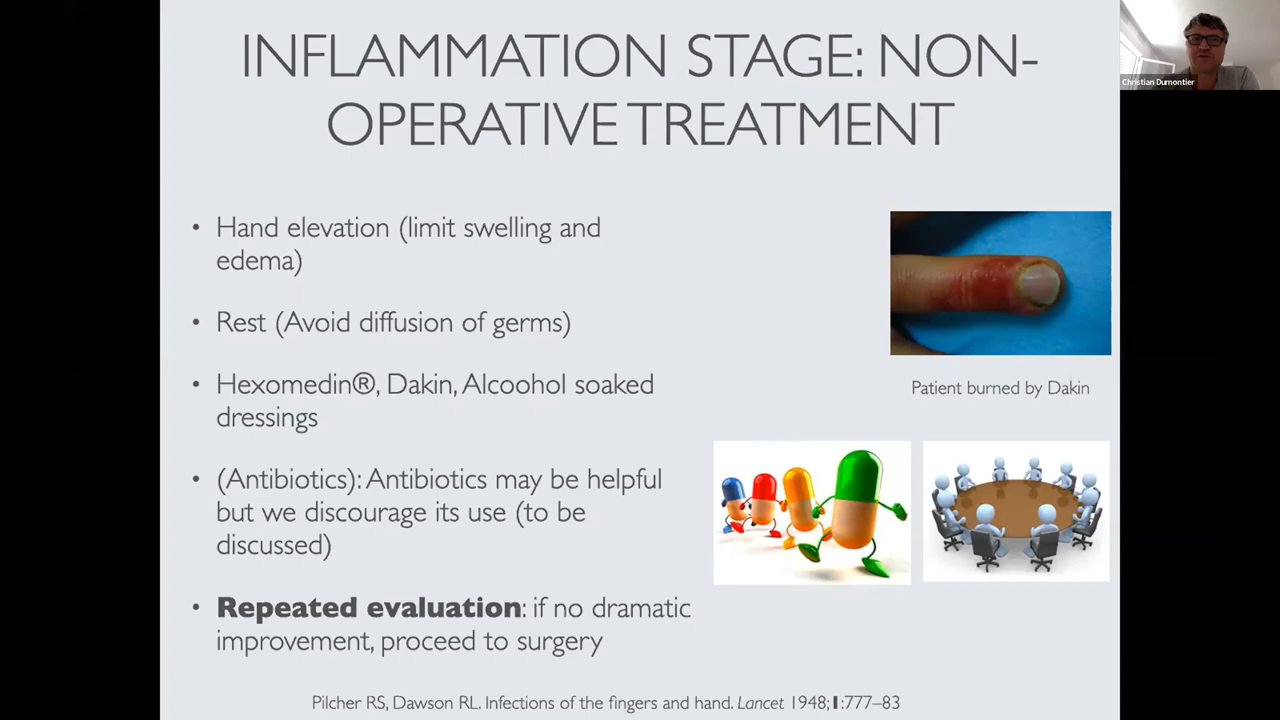 INFLAMMATION STAGE: NON-
OPERATIVE TREATMENT
Christian Dumontier
• Hand elevation (limit swelling and
edema)
• Rest (Avoid diffusion of germs)
• Hexomedin®, Dakin, Alcoohol soaked
dressings
Patient burned by Dakin
• (Antibiotics): Antibiotics may be helpful
but we discourage its use (to be
discussed)
• Repeated evaluation: if no dramatic
improvement, proceed to surgery
Pilcher RS, Dawson RL. Infections of the fingers and hand. Lancet 1948;1:777–83